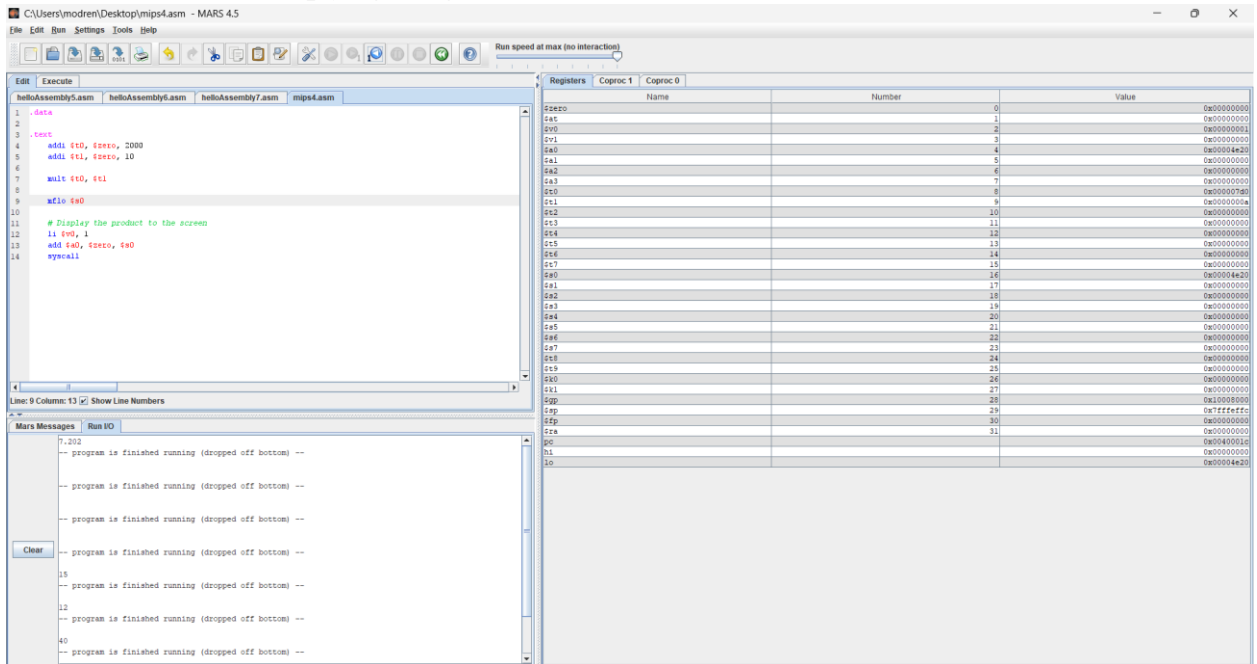 C:\Users\modren\Desktop\mips4.asm - MARS 4.5
File Edit Run Settings Tools Help
Run speed at max (no interaction)
Edit Execute
helloAssembly5.asm helloAssembly6.asm helloAssembly7.asm mips4.asm
1 .data
2
3 .text
4 addi $t0, $zero, 2000
5 addi $t1, $zero, 10
6
7 mult $t0, $t1
8
9 mflo $s0
10
11 # Display the product to the screen
12 li $v0, 1
13 add $a0, $zero, $s0
14 syscall
Line: 9 Column: 13 Show Line Numbers
Mars Messages Run I/O
7.202
-- program is finished running (dropped off bottom) --
-- program is finished running (dropped off bottom) --
-- program is finished running (dropped off bottom) --
-- program is finished running (dropped off bottom) --
Clear
15
-- program is finished running (dropped off bottom) --
12
-- program is finished running (dropped off bottom) --
40
-- program is finished running (dropped off bottom) --
Registers Coproc 1 Coproc 0
Name Number Value
$zero 0 0x00000000
$at 1 0x00000000
$v0 2 0x00000001
$v1 3 0x00000000
$a0 4 0x00004e20
$a1 5 0x00000000
$a2 6 0x00000000
$a3 7 0x00000000
$t0 8 0x000007d0
$t1 9 0x0000000a
$t2 10 0x00000000
$t3 11 0x00000000
$t4 12 0x00000000
$t5 13 0x00000000
$t6 14 0x00000000
$t7 15 0x00000000
$s0 16 0x00004e20
$s1 17 0x00000000
$s2 18 0x00000000
$s3 19 0x00000000
$s4 20 0x00000000
$s5 21 0x00000000
$s6 22 0x00000000
$s7 23 0x00000000
$t8 24 0x00000000
$t9 25 0x00000000
$k0 26 0x00000000
$k1 27 0x00000000
$gp 28 0x10008000
$sp 29 0x7fffeffc
$fp 30 0x00000000
$ra 31 0x00000000
pc 0x0040001c
hi 0x00000000
lo 0x00004e20